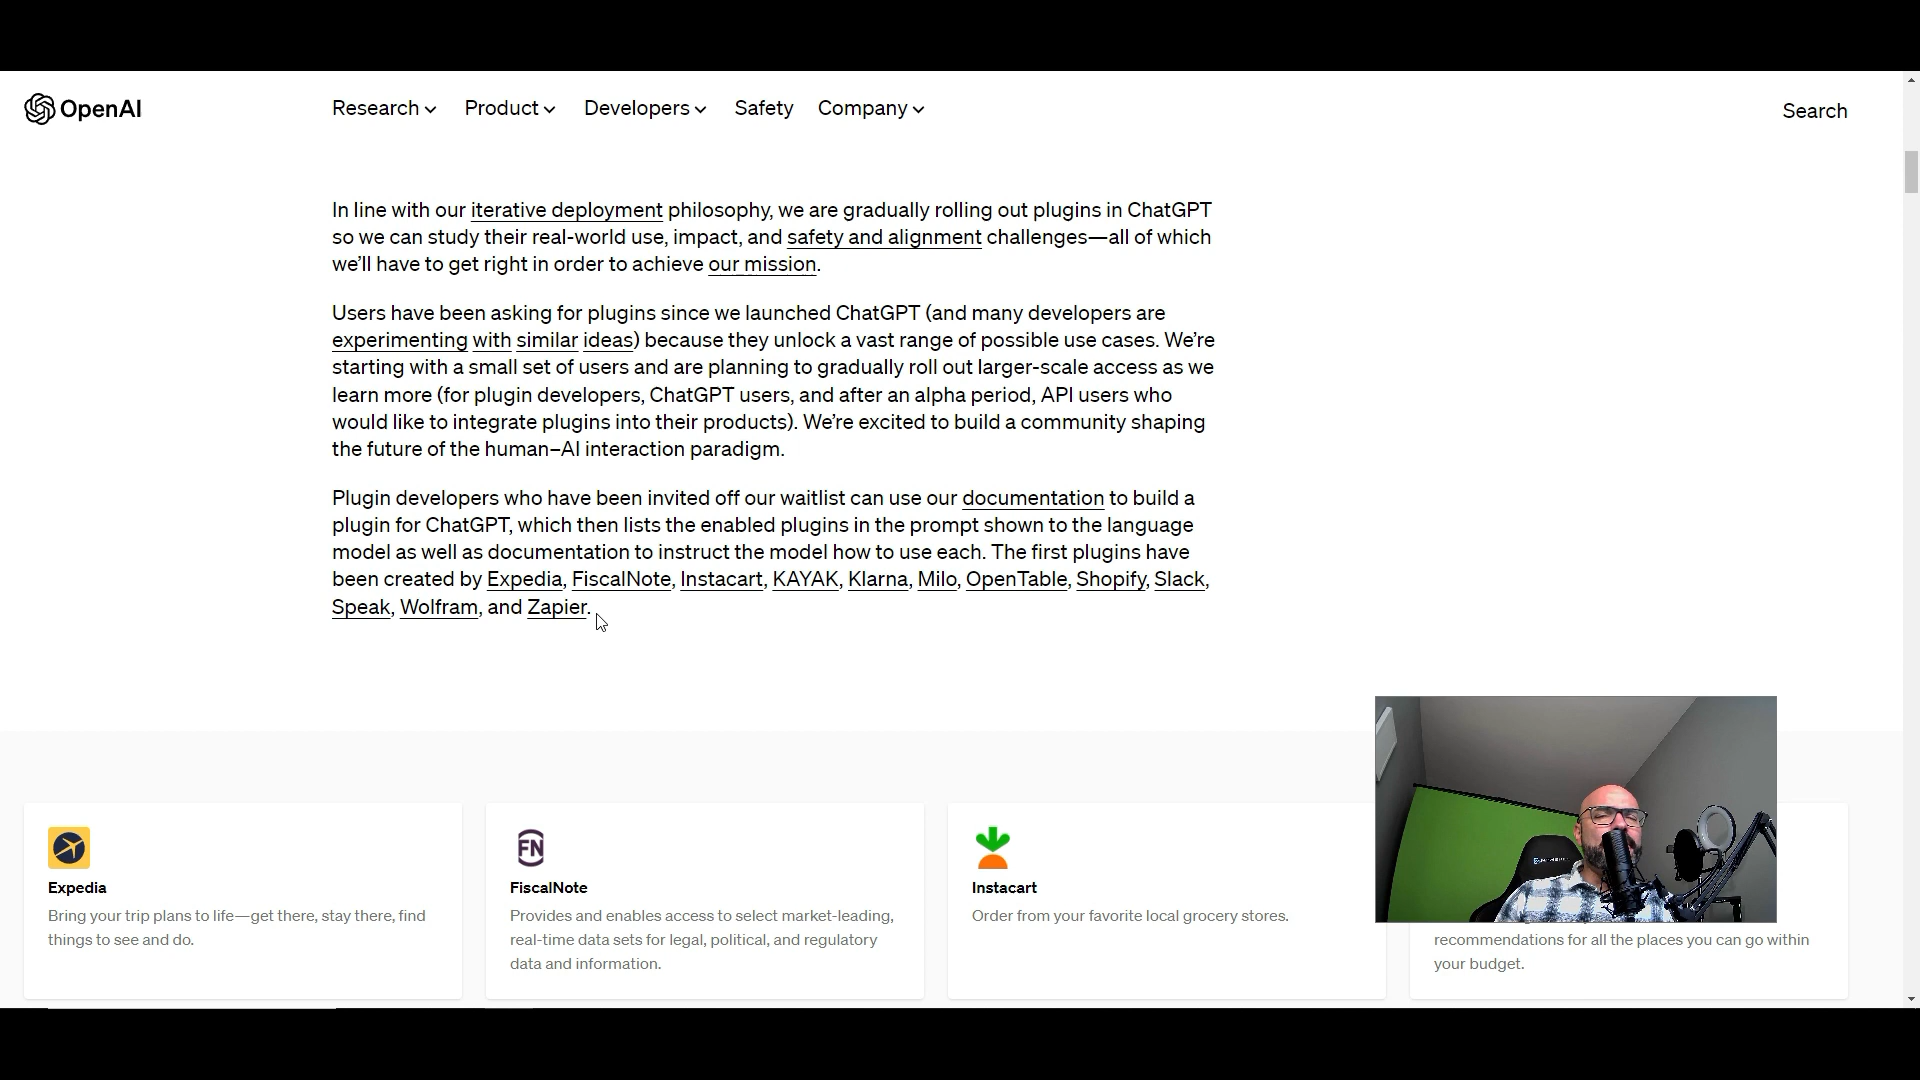 OpenAI
Research
Product
Developers
Safety
Company
Search
In line with our iterative deployment philosophy, we are gradually rolling out plugins in ChatGPT
so we can study their real-world use, impact, and safety and alignment challenges—all of which
we’ll have to get right in order to achieve our mission.
Users have been asking for plugins since we launched ChatGPT (and many developers are
experimenting with similar ideas) because they unlock a vast range of possible use cases. We’re
starting with a small set of users and are planning to gradually roll out larger-scale access as we
learn more (for plugin developers, ChatGPT users, and after an alpha period, API users who
would like to integrate plugins into their products). We’re excited to build a community shaping
the future of the human–AI interaction paradigm.
Plugin developers who have been invited off our waitlist can use our documentation to build a
plugin for ChatGPT, which then lists the enabled plugins in the prompt shown to the language
model as well as documentation to instruct the model how to use each. The first plugins have
been created by Expedia, FiscalNote, Instacart, KAYAK, Klarna, Milo, OpenTable, Shopify, Slack,
Speak, Wolfram, and Zapier.
Expedia
Bring your trip plans to life—get there, stay there, find
things to see and do.
FN
FiscalNote
Provides and enables access to select market-leading,
real-time data sets for legal, political, and regulatory
data and information.
Instacart
Order from your favorite local grocery stores.
recommendations for all the places you can go within
your budget.